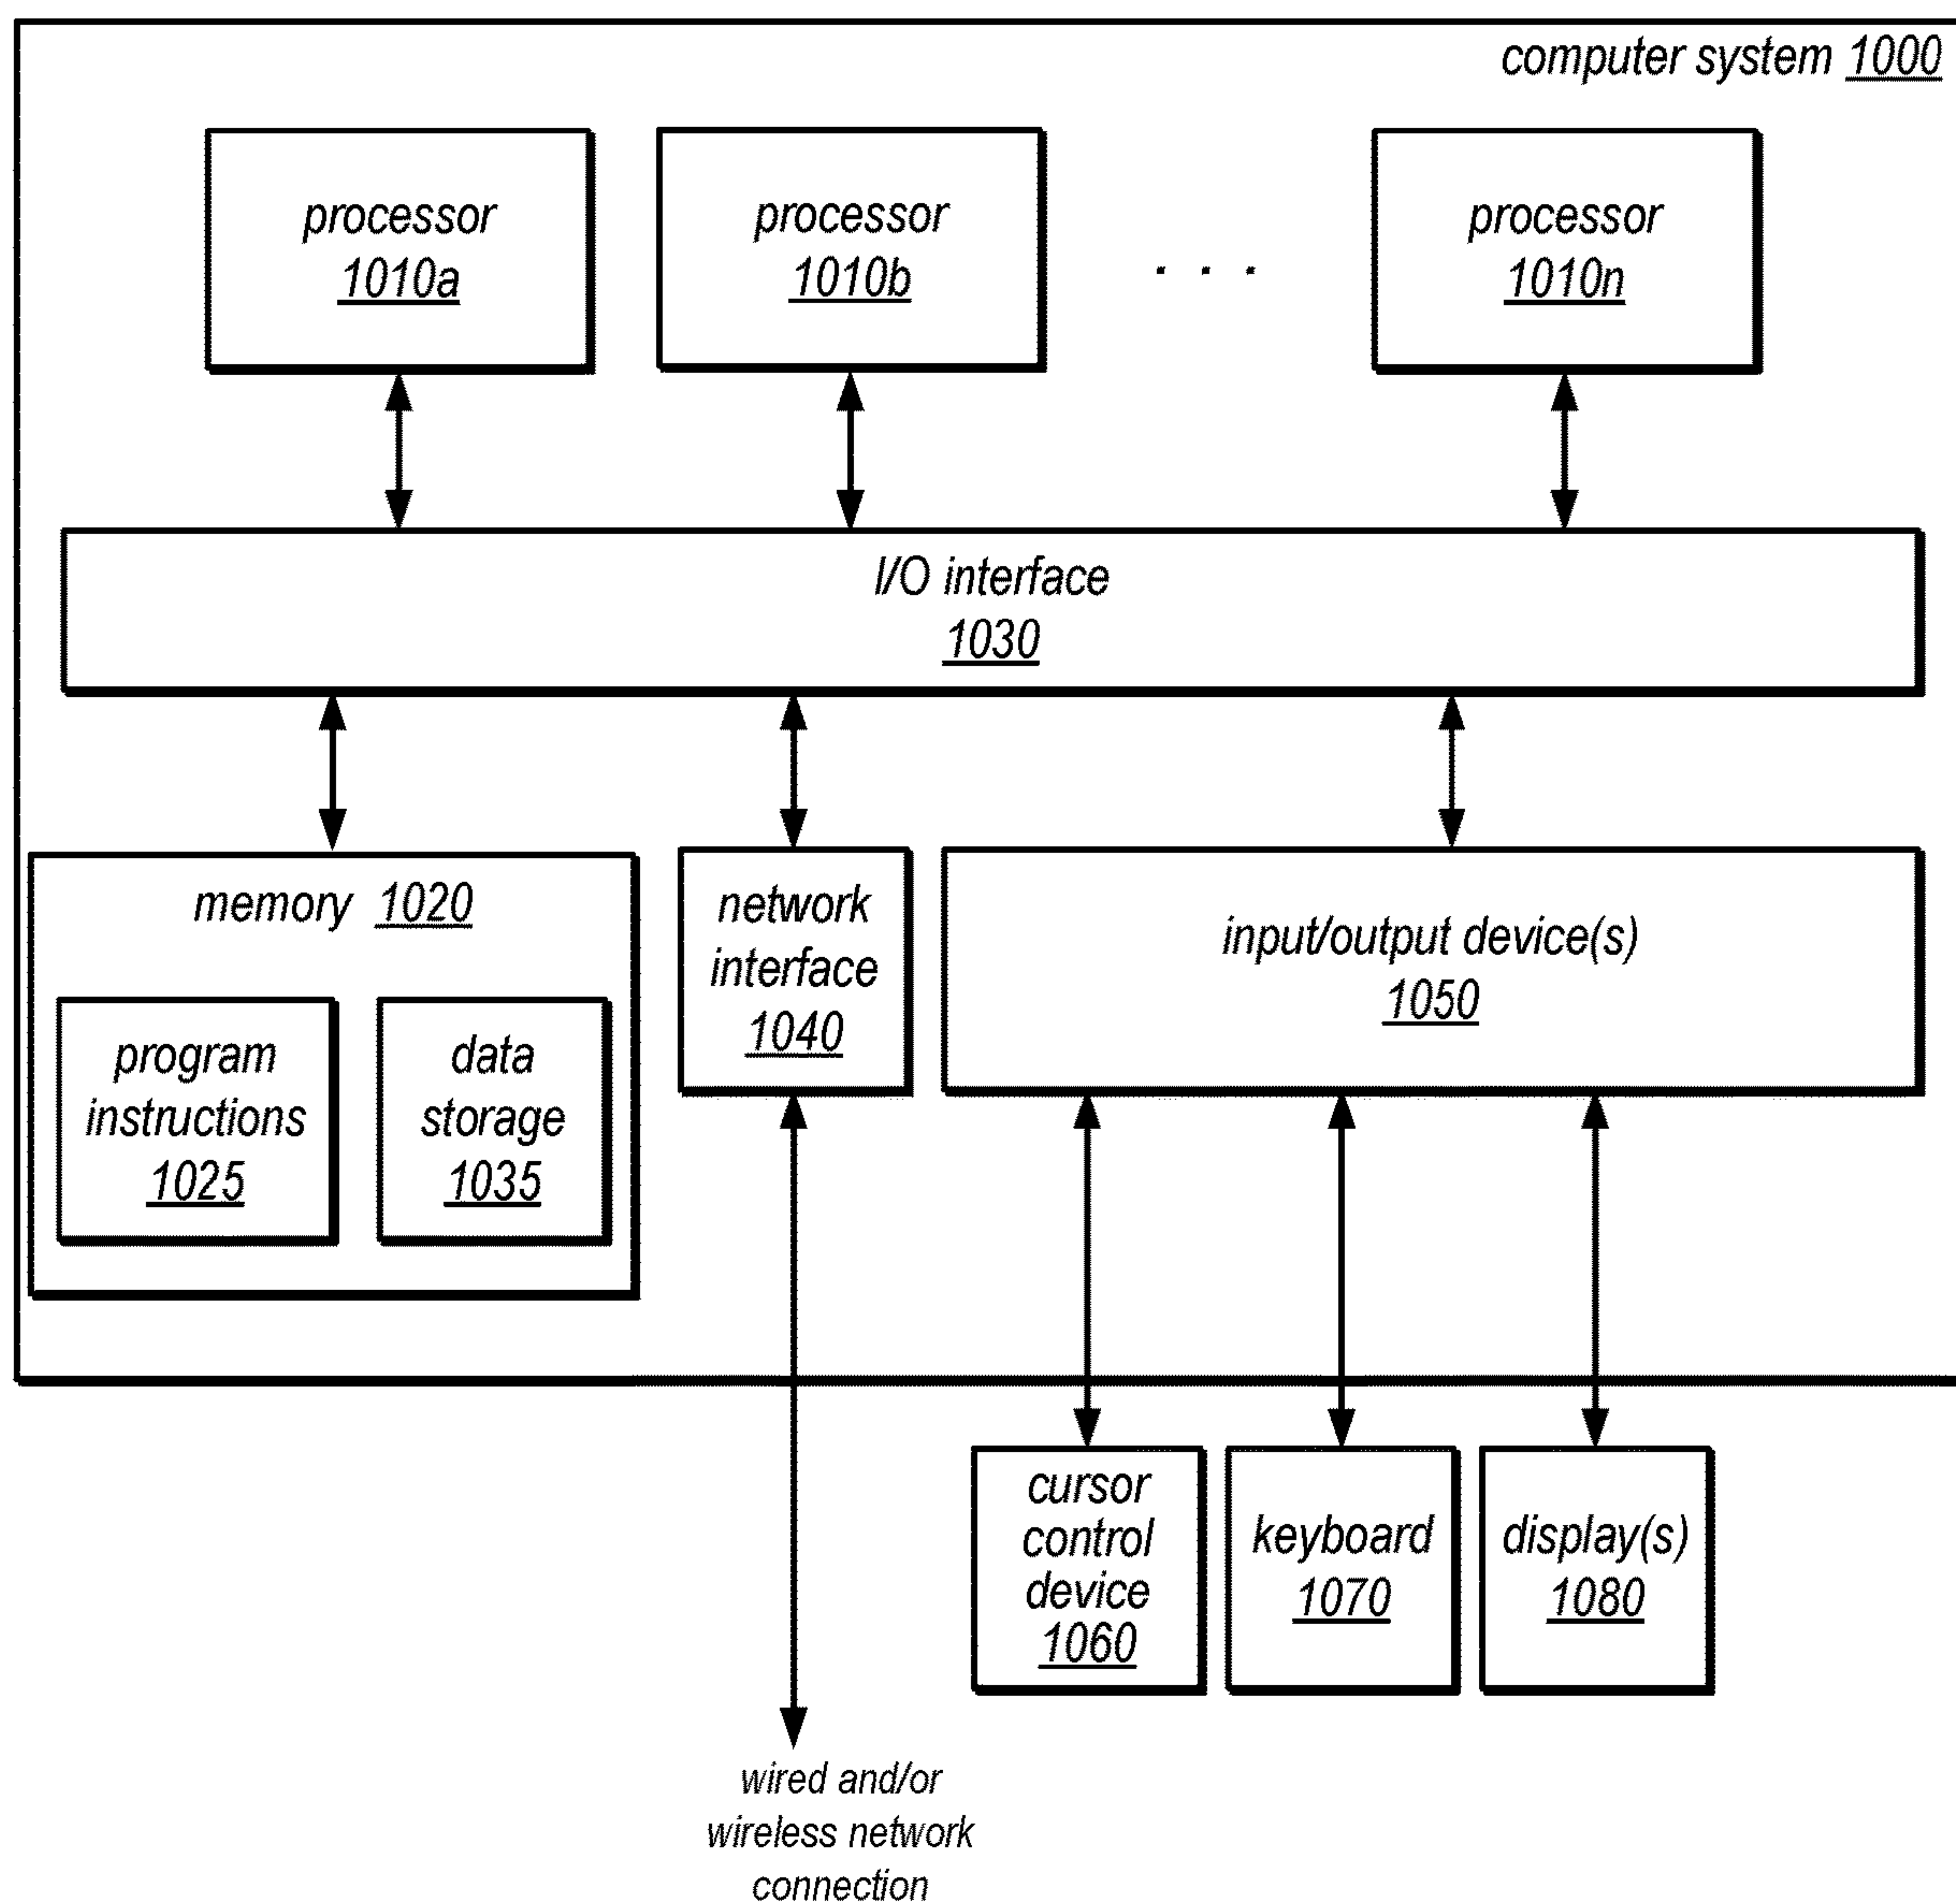 computer system 1000
processor
1010a
processor
1010b
. . .
processor
1010n
I/O interface
1030
memory 1020
program
instructions
1025
data
storage
1035
network
interface
1040
input/output device(s)
1050
cursor
control
device
1060
keyboard
1070
display(s)
1080
wired and/or
wireless network
connection